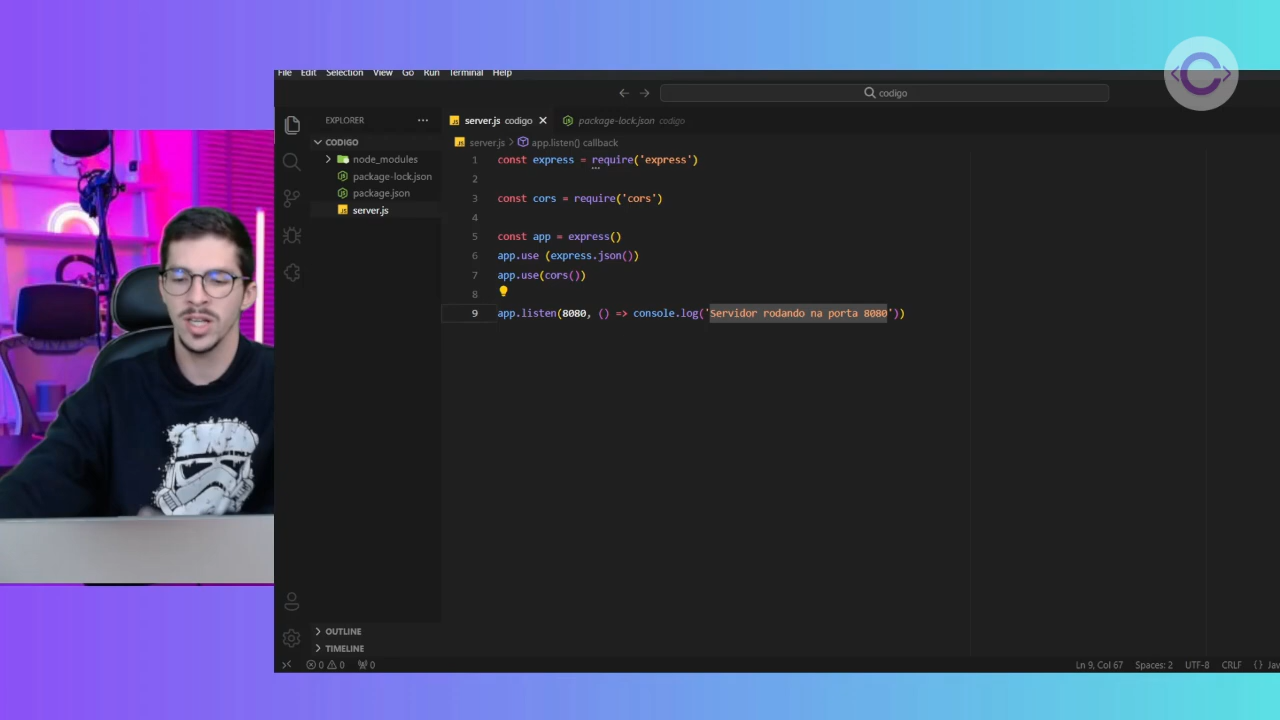 File Edit Selection View Go Run Terminal Help
codigo
EXPLORER ...
server.js codigo
package-lock.json codigo
CODIGO
server.js > app.listen() callback
node_modules
package-lock.json
package.json
server.js
1 const express = require('express')
2
3 const cors = require('cors')
4
5 const app = express()
6 app.use (express.json())
7 app.use(cors())
8
9 app.listen(8080, () => console.log('Servidor rodando na porta 8080'))
OUTLINE
TIMELINE
0 0 0
Ln 9, Col 67 Spaces: 2 UTF-8 CRLF {} Jav
<C>